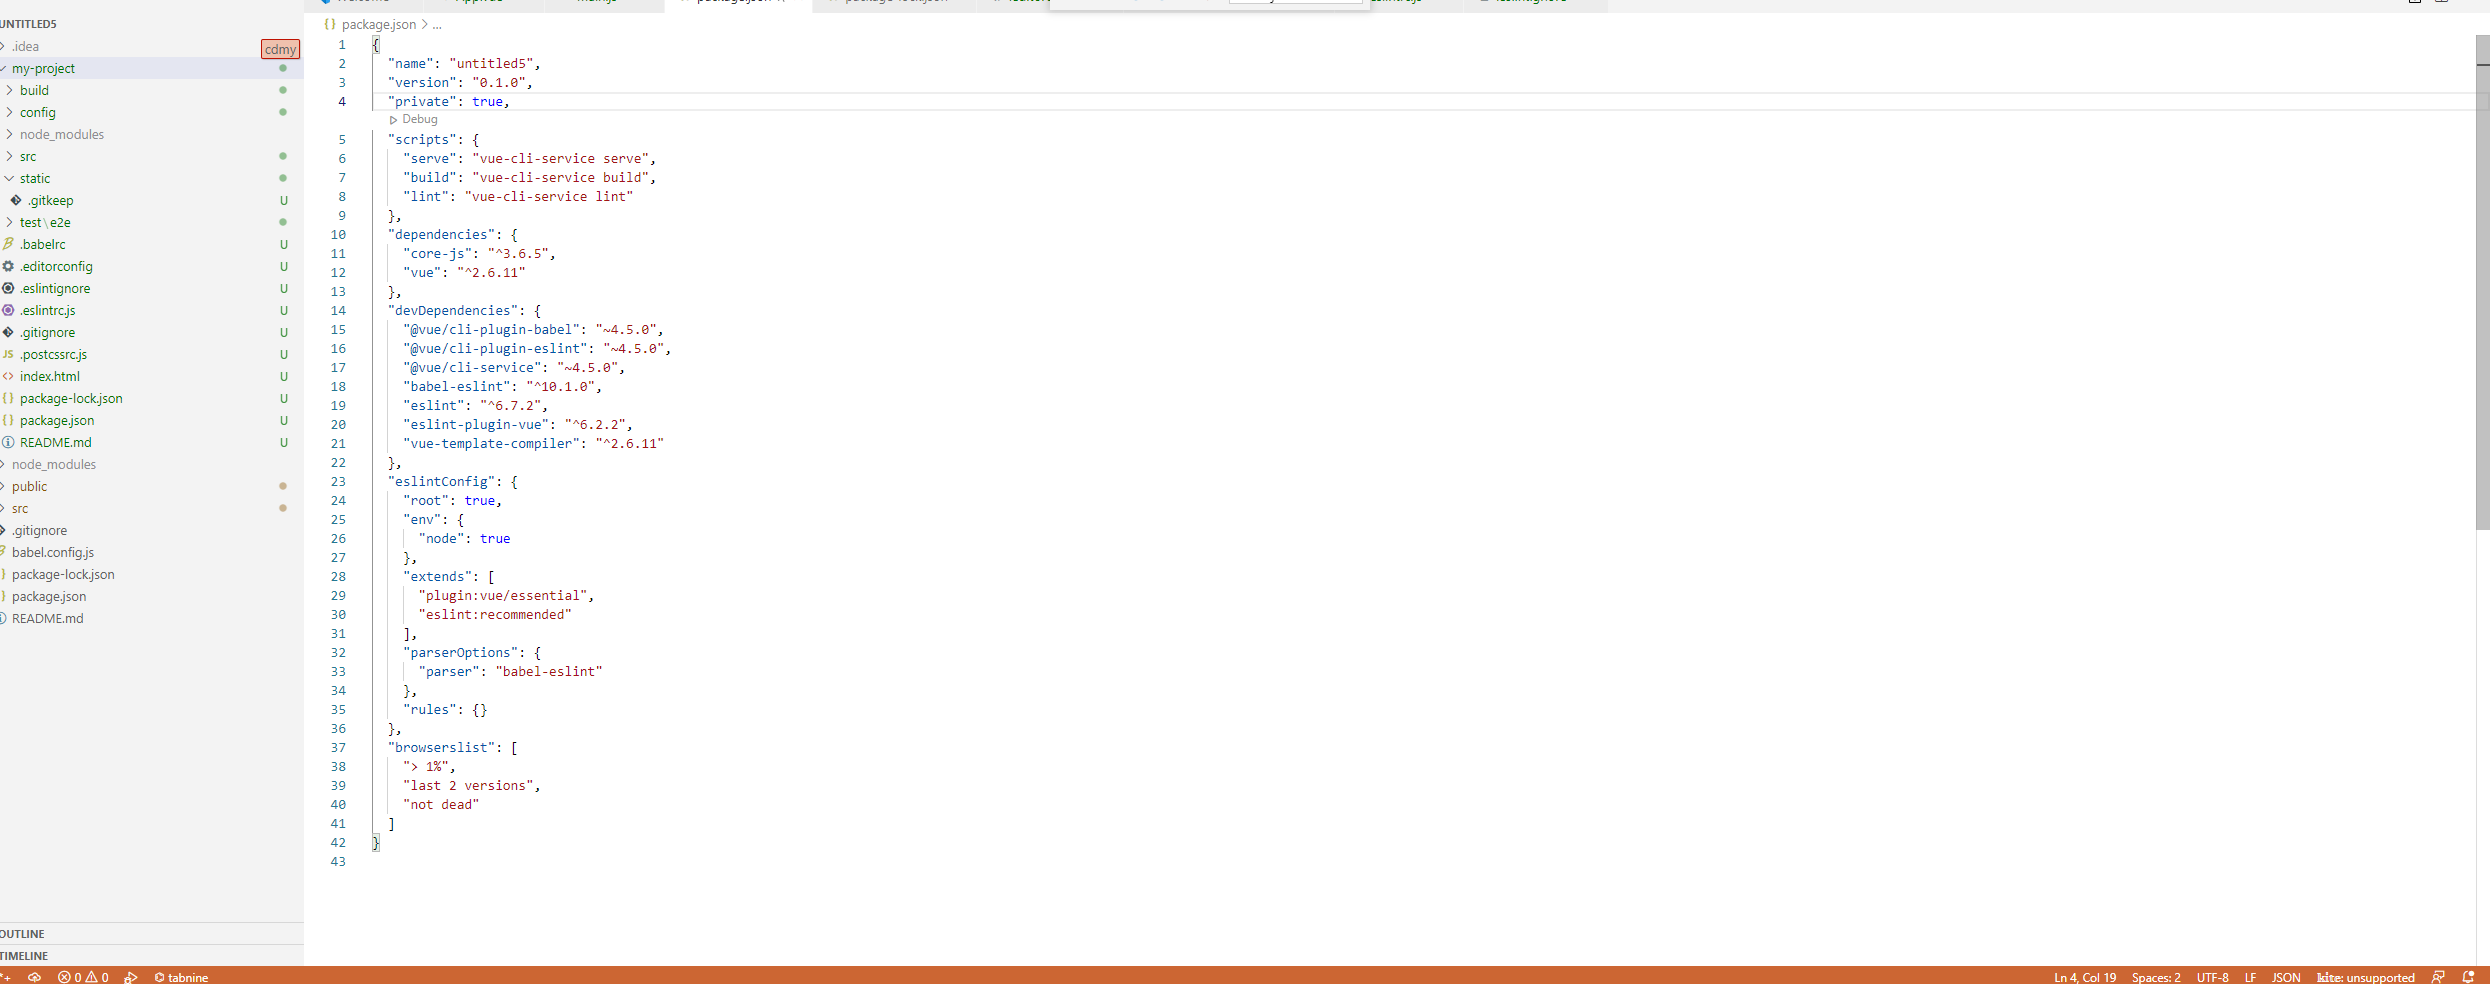 package.json
UNTITLED5
.idea
cdmy
my-project
build
config
node_modules
src
static
.gitkeep U
test\e2e
.babelrc U
.editorconfig U
.eslintignore U
.eslintrc.js U
.gitignore U
JS .postcssrc.js U
<> index.html U
{} package-lock.json U
{} package.json U
README.md U
node_modules
public
src
.gitignore
babel.config.js
package-lock.json
package.json
README.md
OUTLINE
TIMELINE
{} package.json > ...
1 {
2 "name": "untitled5",
3 "version": "0.1.0",
4 "private": true,
Debug
5 "scripts": {
6 "serve": "vue-cli-service serve",
7 "build": "vue-cli-service build",
8 "lint": "vue-cli-service lint"
9 },
10 "dependencies": {
11 "core-js": "^3.6.5",
12 "vue": "^2.6.11"
13 },
14 "devDependencies": {
15 "@vue/cli-plugin-babel": "~4.5.0",
16 "@vue/cli-plugin-eslint": "~4.5.0",
17 "@vue/cli-service": "~4.5.0",
18 "babel-eslint": "^10.1.0",
19 "eslint": "^6.7.2",
20 "eslint-plugin-vue": "^6.2.2",
21 "vue-template-compiler": "^2.6.11"
22 },
23 "eslintConfig": {
24 "root": true,
25 "env": {
26 "node": true
27 },
28 "extends": [
29 "plugin:vue/essential",
30 "eslint:recommended"
31 ],
32 "parserOptions": {
33 "parser": "babel-eslint"
34 },
35 "rules": {}
36 },
37 "browserslist": [
38 "> 1%",
39 "last 2 versions",
40 "not dead"
41 ]
42 }
43
0 0 tabnine
Ln 4, Col 19 Spaces: 2 UTF-8 LF JSON kite: unsupported